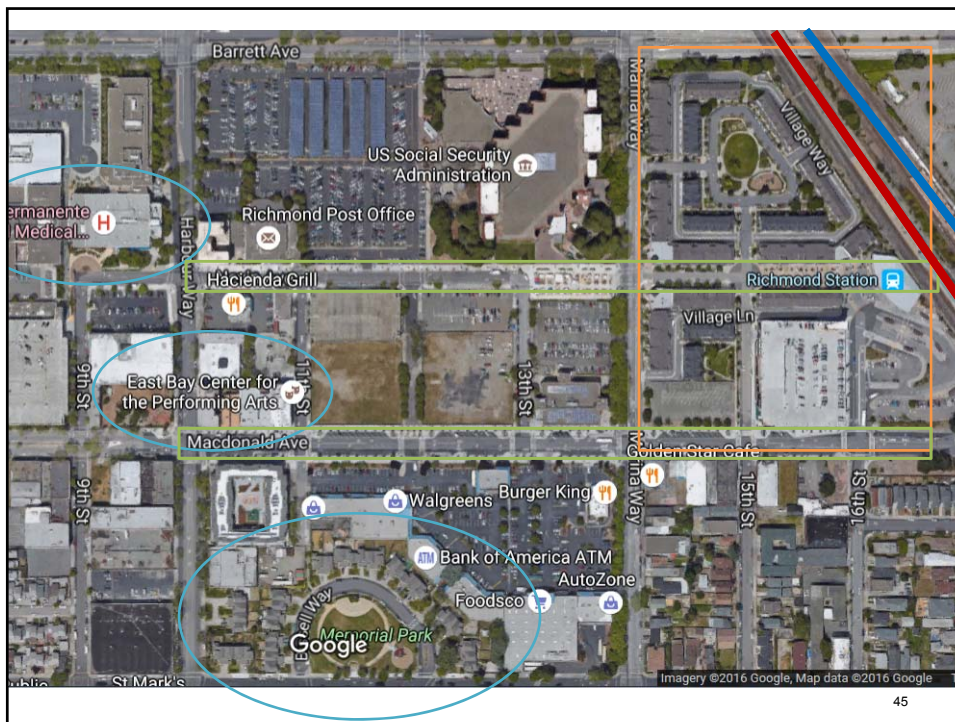 Barrett Ave
Marina Way
Village Way
US Social Security
Administration
ermanente
Medical...
H
Harbour Way
Richmond Post Office
Hacienda Grill
Richmond Station
Village Ln
9th St
11th St
13th St
East Bay Center for
the Performing Arts
Macdonald Ave
Golden Star Cafe
9th St
Walgreens
Burger King
Marina Way
15th St
16th St
ATM
Bank of America ATM
AutoZone
Foodsco
Memorial Park
Google
St Mark's
Imagery ©2016 Google, Map data ©2016 Google
45